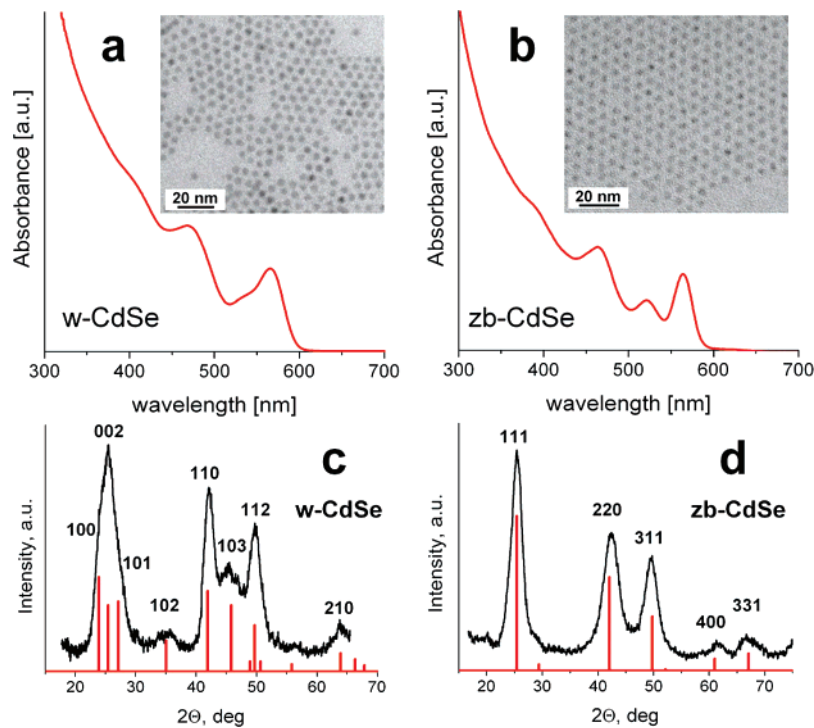 a
20 nm
w-CdSe
Absorbance [a.u.]
300 400 500 600 700
wavelength [nm]
b
20 nm
zb-CdSe
Absorbance [a.u.]
300 400 500 600 700
wavelength [nm]
c
w-CdSe
002
100
101
102
110
103
112
210
Intensity, a.u.
20 30 40 50 60 70
2Θ, deg
d
zb-CdSe
111
220
311
400
331
Intensity, a.u.
20 30 40 50 60 70
2Θ, deg